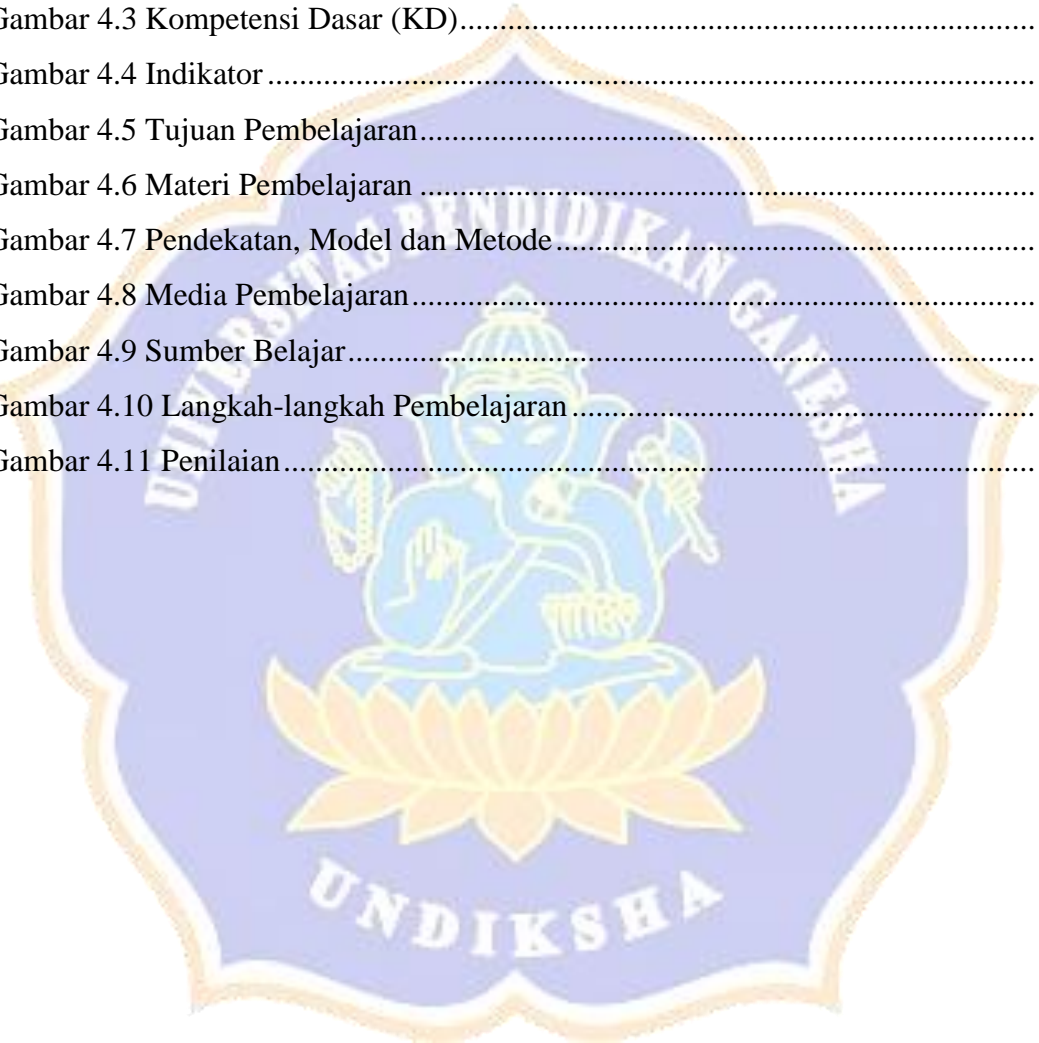 Gambar 4.3 Kompetensi Dasar (KD)......................................................................
Gambar 4.4 Indikator......................................................................
Gambar 4.5 Tujuan Pembelajaran......................................................................
Gambar 4.6 Materi Pembelajaran......................................................................
Gambar 4.7 Pendekatan, Model dan Metode......................................................................
Gambar 4.8 Media Pembelajaran......................................................................
Gambar 4.9 Sumber Belajar......................................................................
Gambar 4.10 Langkah-langkah Pembelajaran......................................................................
Gambar 4.11 Penilaian......................................................................
UNIVERSITAS PENDIDIKAN GANESHA
UNDIKSHA